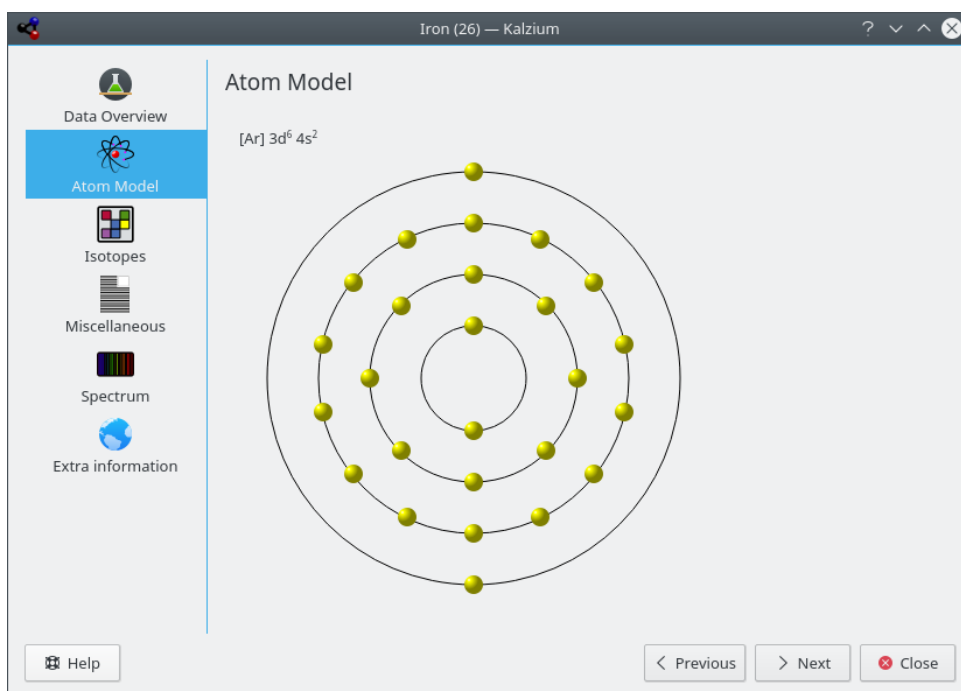 Iron (26) — Kalzium
Data Overview
Atom Model
Isotopes
Miscellaneous
Spectrum
Extra information
Atom Model
[Ar] 3d⁶ 4s²
Help
Previous
Next
Close